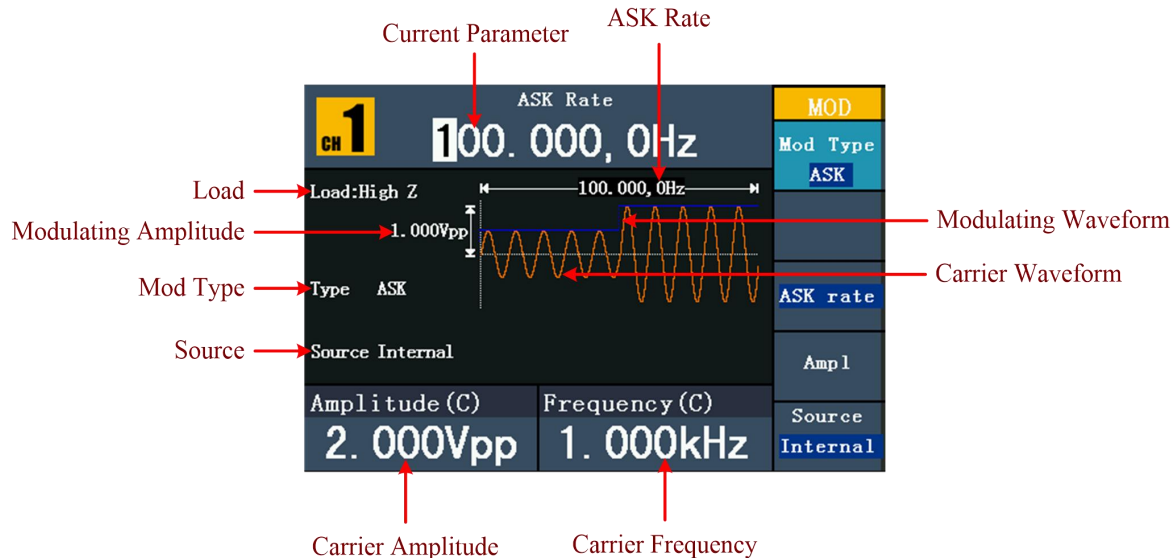 ASK Rate
Current Parameter
CH 1
ASK Rate
100.000,0Hz
MOD
Mod Type
ASK
Load
Load:High Z
100.000,0Hz
Modulating Amplitude
1.000Vpp
Modulating Waveform
Carrier Waveform
Mod Type
Type ASK
ASK rate
Source
Source Internal
Ampl
Amplitude(C)
Frequency(C)
Source
2.000Vpp
1.000kHz
Internal
Carrier Amplitude
Carrier Frequency